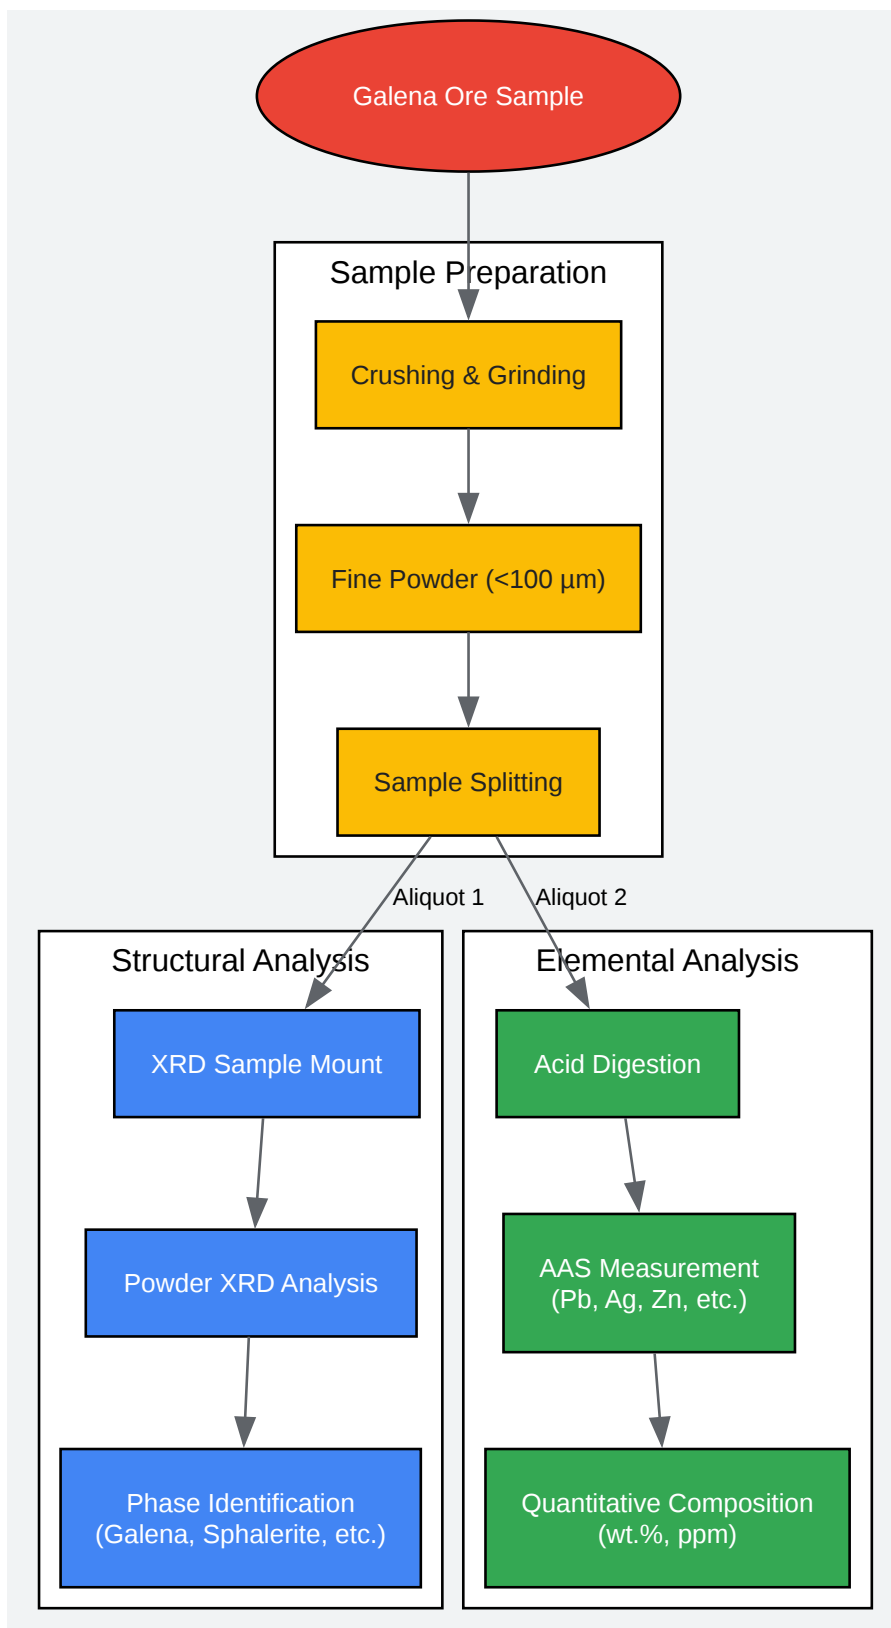 Galena Ore Sample
Sample Preparation
Crushing & Grinding
Fine Powder (<100 µm)
Sample Splitting
Aliquot 1
Aliquot 2
Structural Analysis
XRD Sample Mount
Powder XRD Analysis
Phase Identification
(Galena, Sphalerite, etc.)
Elemental Analysis
Acid Digestion
AAS Measurement
(Pb, Ag, Zn, etc.)
Quantitative Composition
(wt.%, ppm)